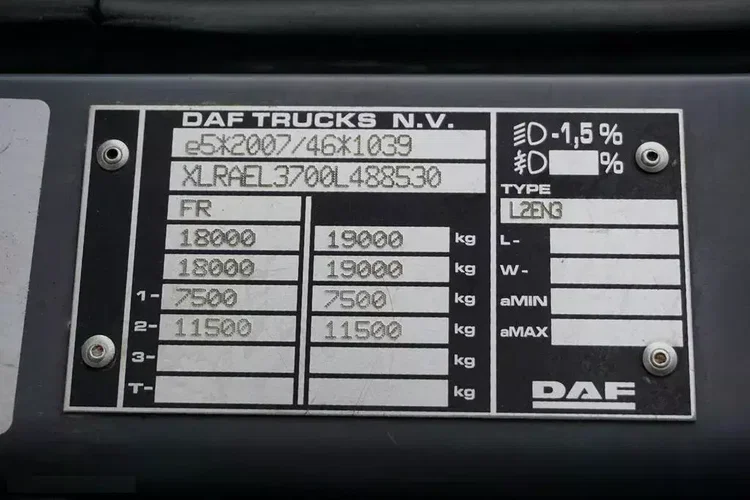 DAF TRUCKS N.V.
e5*2007/46*1039
XLRAEL3700L488530
FR
18000 19000 kg
18000 19000 kg
1- 7500 7500 kg
2- 11500 11500 kg
3- kg
T- kg
-1,5%
%
TYPE
L2EN3
L-
W-
aMIN
aMAX
DAF